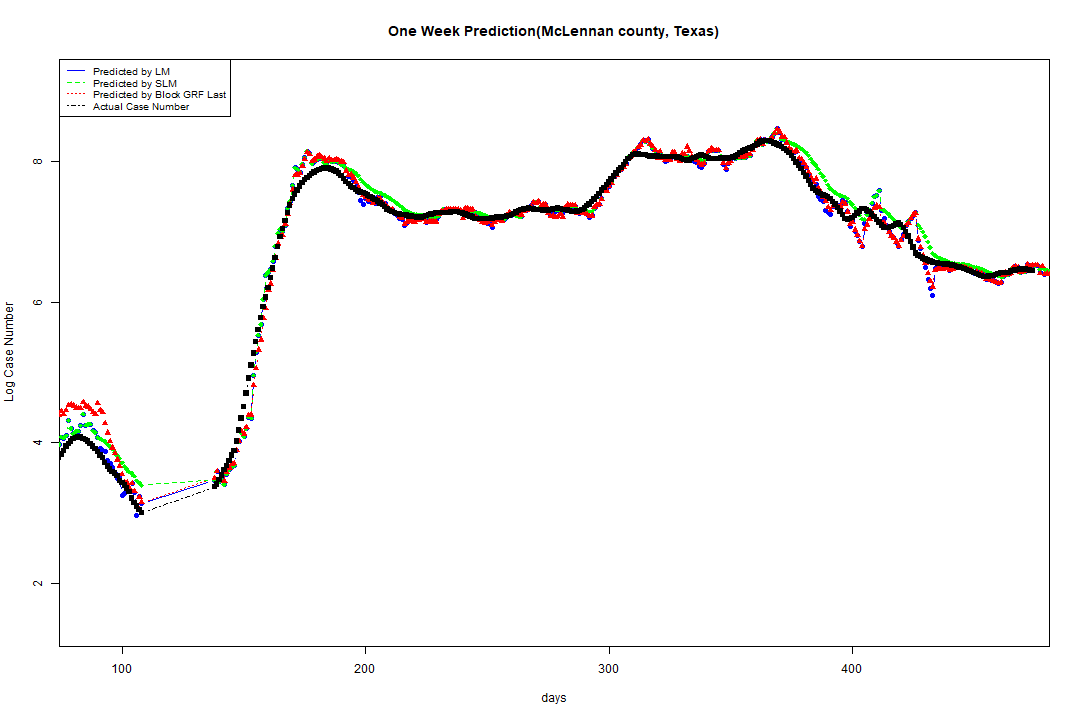 One Week Prediction(McLennan county, Texas)
Predicted by LM
Predicted by SLM
Predicted by Block GRF Last
Actual Case Number
8
6
4
2
Log Case Number
100
200
300
400
days